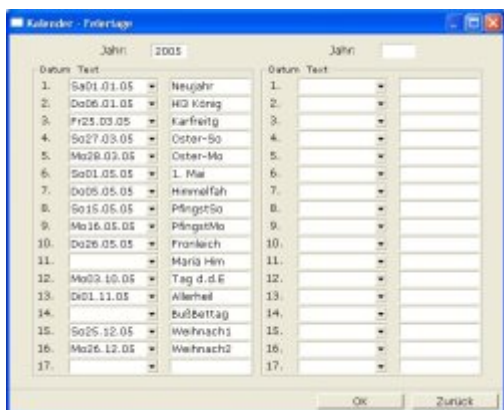 Kalender - Feiertage
Jahr: 2005 Jahr:
Datum Text Datum Text
1. Sa01.01.05 Neujahr 1.
2. Do06.01.05 Hl3 König 2.
3. Fr25.03.05 Karfreitg 3.
4. So27.03.05 Oster-So 4.
5. Mo28.03.05 Oster-Mo 5.
6. So01.05.05 1. Mai 6.
7. Do05.05.05 Himmelfah 7.
8. So15.05.05 PfingstSo 8.
9. Mo16.05.05 PfingstMo 9.
10. Do26.05.05 Fronleich 10.
11. Maria Him 11.
12. Mo03.10.05 Tag d.d.E 12.
13. Di01.11.05 Allerheil 13.
14. BußBettag 14.
15. So25.12.05 Weihnach1 15.
16. Mo26.12.05 Weihnach2 16.
17. 17.
OK Zurück